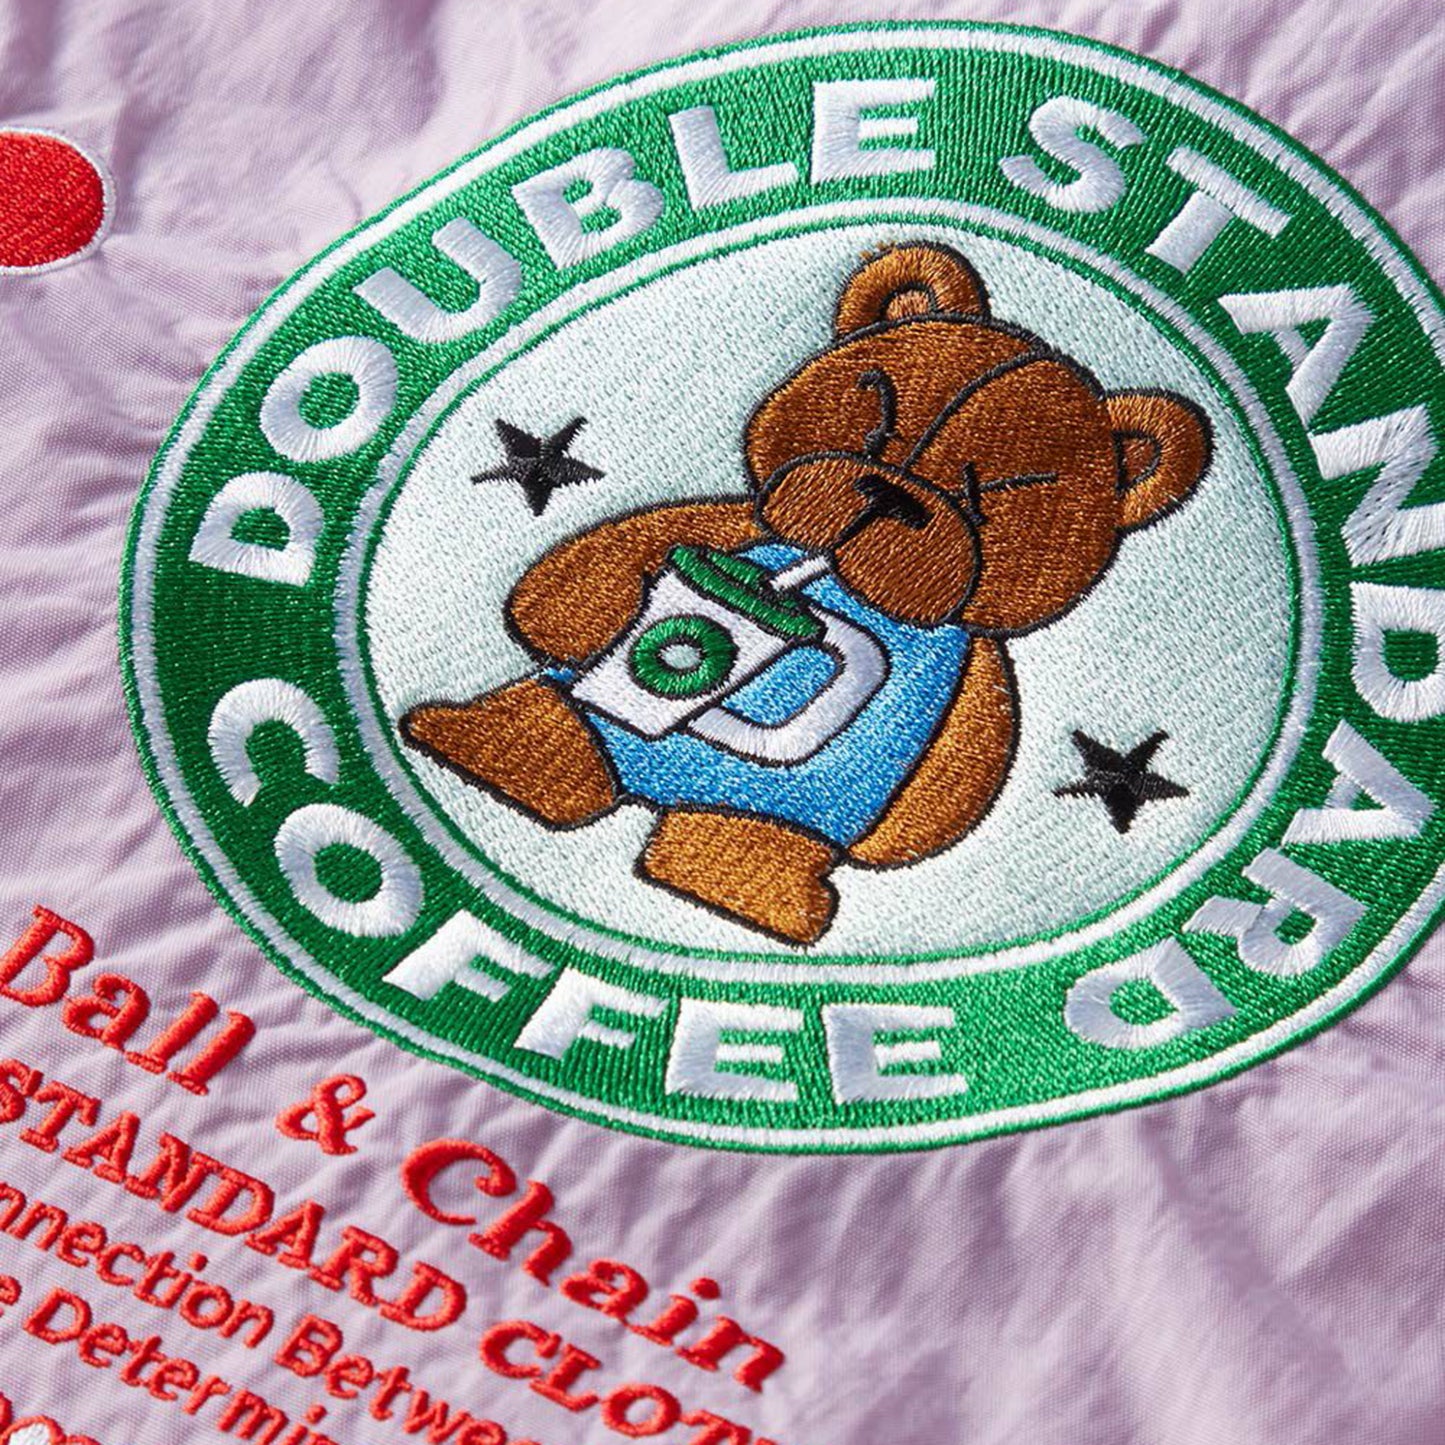 DOUBLE STANDARD
COFFEE
Ball & Chain
STANDARD CLOT
nnection Betwe
Determi